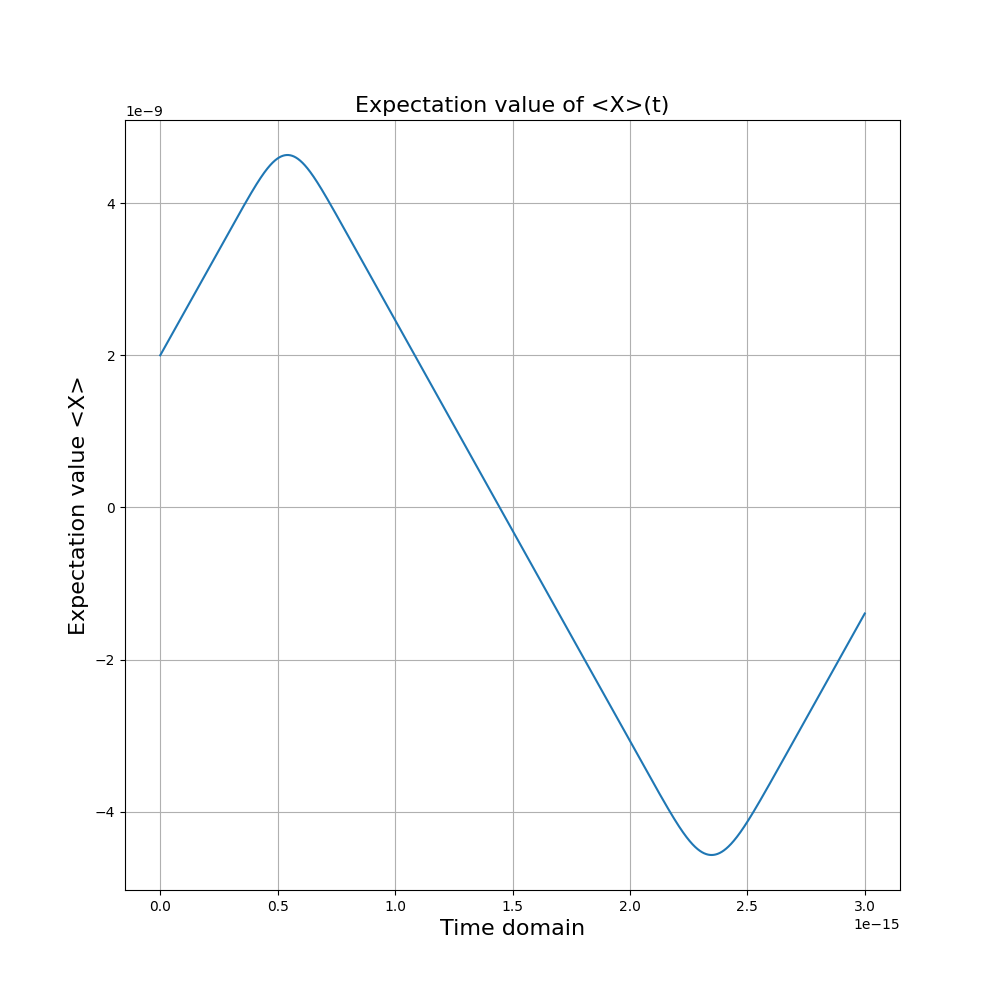 Expectation value of <X>(t)
1e−9
4
2
0
−2
−4
Expectation value <X>
0.0 0.5 1.0 1.5 2.0 2.5 3.0
1e−15
Time domain